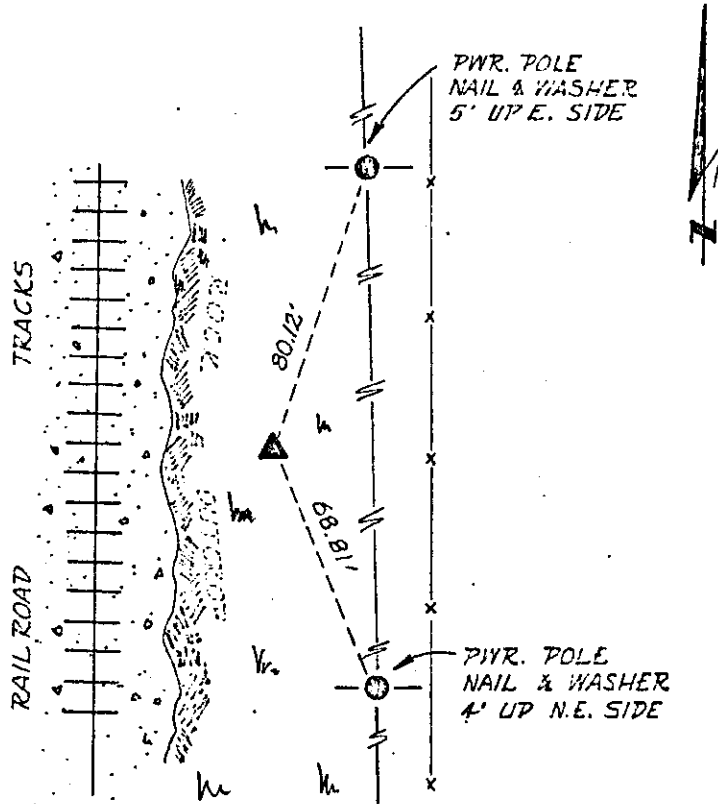 PWR. POLE
NAIL & WASHER
5' UP E. SIDE
TRACKS
80.12'
68.81'
RAIL ROAD
PWR. POLE
NAIL & WASHER
4' UP N.E. SIDE